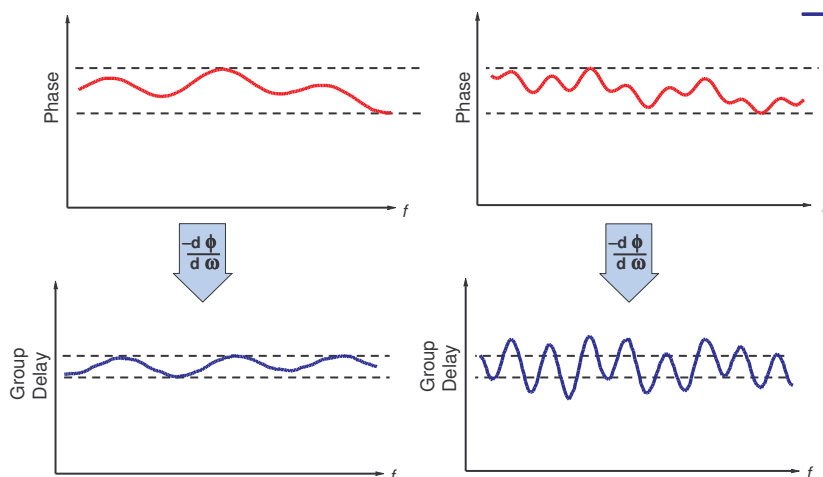 Phase
f
−d ϕ
d ω
Group
Delay
f
Phase
−d ϕ
d ω
Group
Delay
f